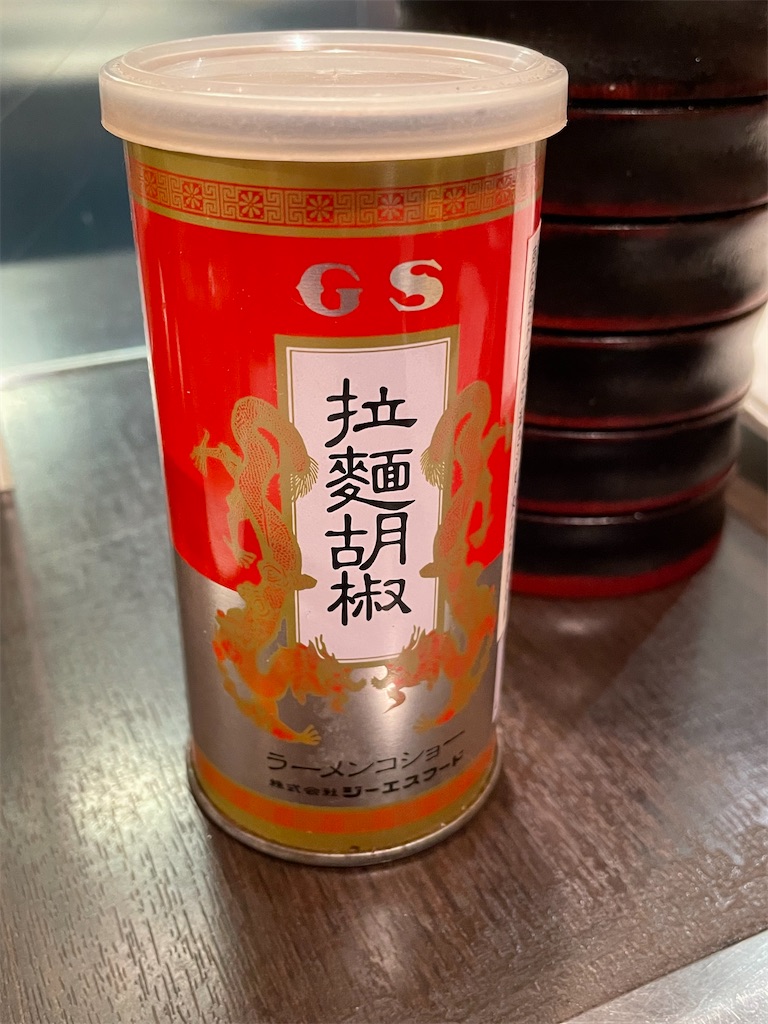 GS
拉麵胡椒
ラーメンコショー
株式会社ジーエスフード